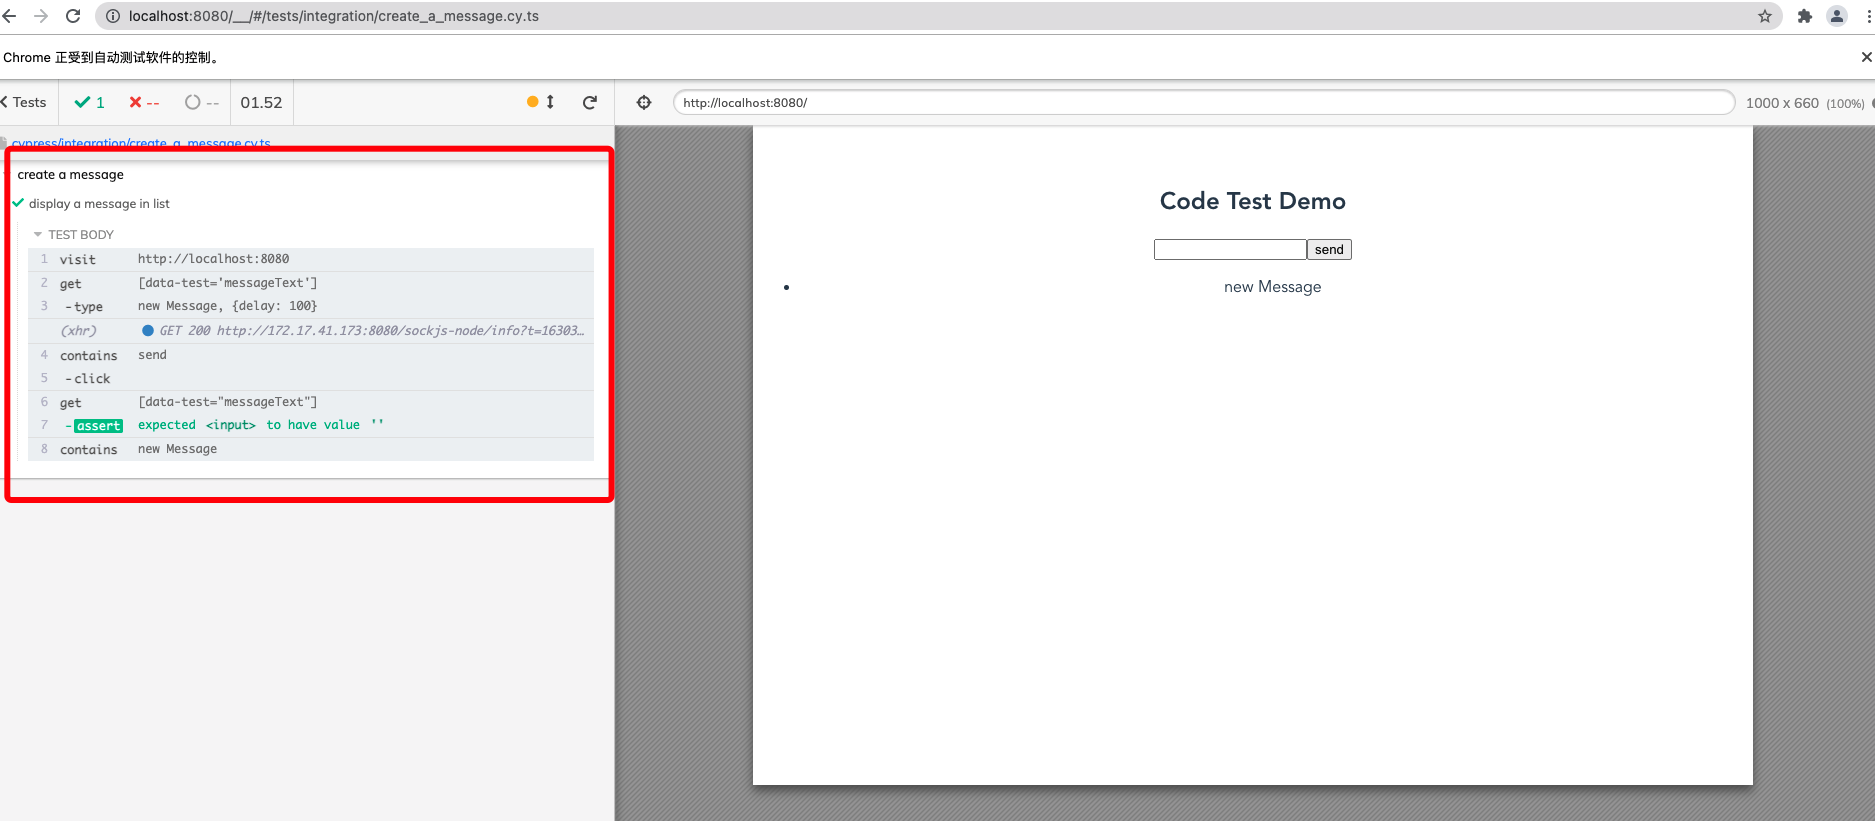 localhost:8080/__/#/tests/integration/create_a_message.cy.ts
Chrome 正受到自动测试软件的控制。
Tests 1 -- -- 01.52 http://localhost:8080/ 1000 x 660 (100%)
cypress/integration/create_a_message.cy.ts
create a message
display a message in list
TEST BODY
1 visit http://localhost:8080
2 get [data-test='messageText']
3 -type new Message, {delay: 100}
(xhr) GET 200 http://172.17.41.173:8080/sockjs-node/info?t=16303…
4 contains send
5 -click
6 get [data-test="messageText"]
7 -assert expected <input> to have value ''
8 contains new Message
Code Test Demo
send
• new Message